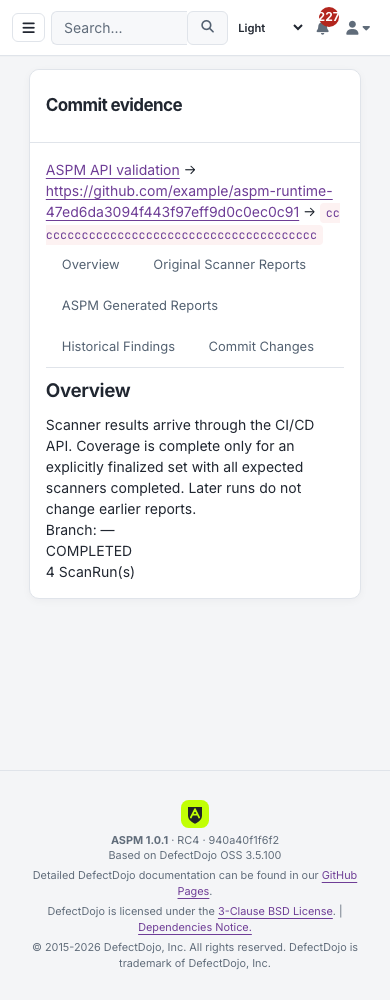 Search...
Light
227
Commit evidence
ASPM API validation →
https://github.com/example/aspm-runtime-
47ed6da3094f443f97eff9d0c0ec0c91 → cc
cccccccccccccccccccccccccccccccccccccc
Overview Original Scanner Reports
ASPM Generated Reports
Historical Findings Commit Changes
Overview
Scanner results arrive through the CI/CD
API. Coverage is complete only for an
explicitly finalized set with all expected
scanners completed. Later runs do not
change earlier reports.
Branch: —
COMPLETED
4 ScanRun(s)
ASPM 1.0.1 · RC4 · 940a40f1f6f2
Based on DefectDojo OSS 3.5.100
Detailed DefectDojo documentation can be found in our GitHub
Pages.
DefectDojo is licensed under the 3-Clause BSD License. |
Dependencies Notice.
© 2015-2026 DefectDojo, Inc. All rights reserved. DefectDojo is
trademark of DefectDojo, Inc.